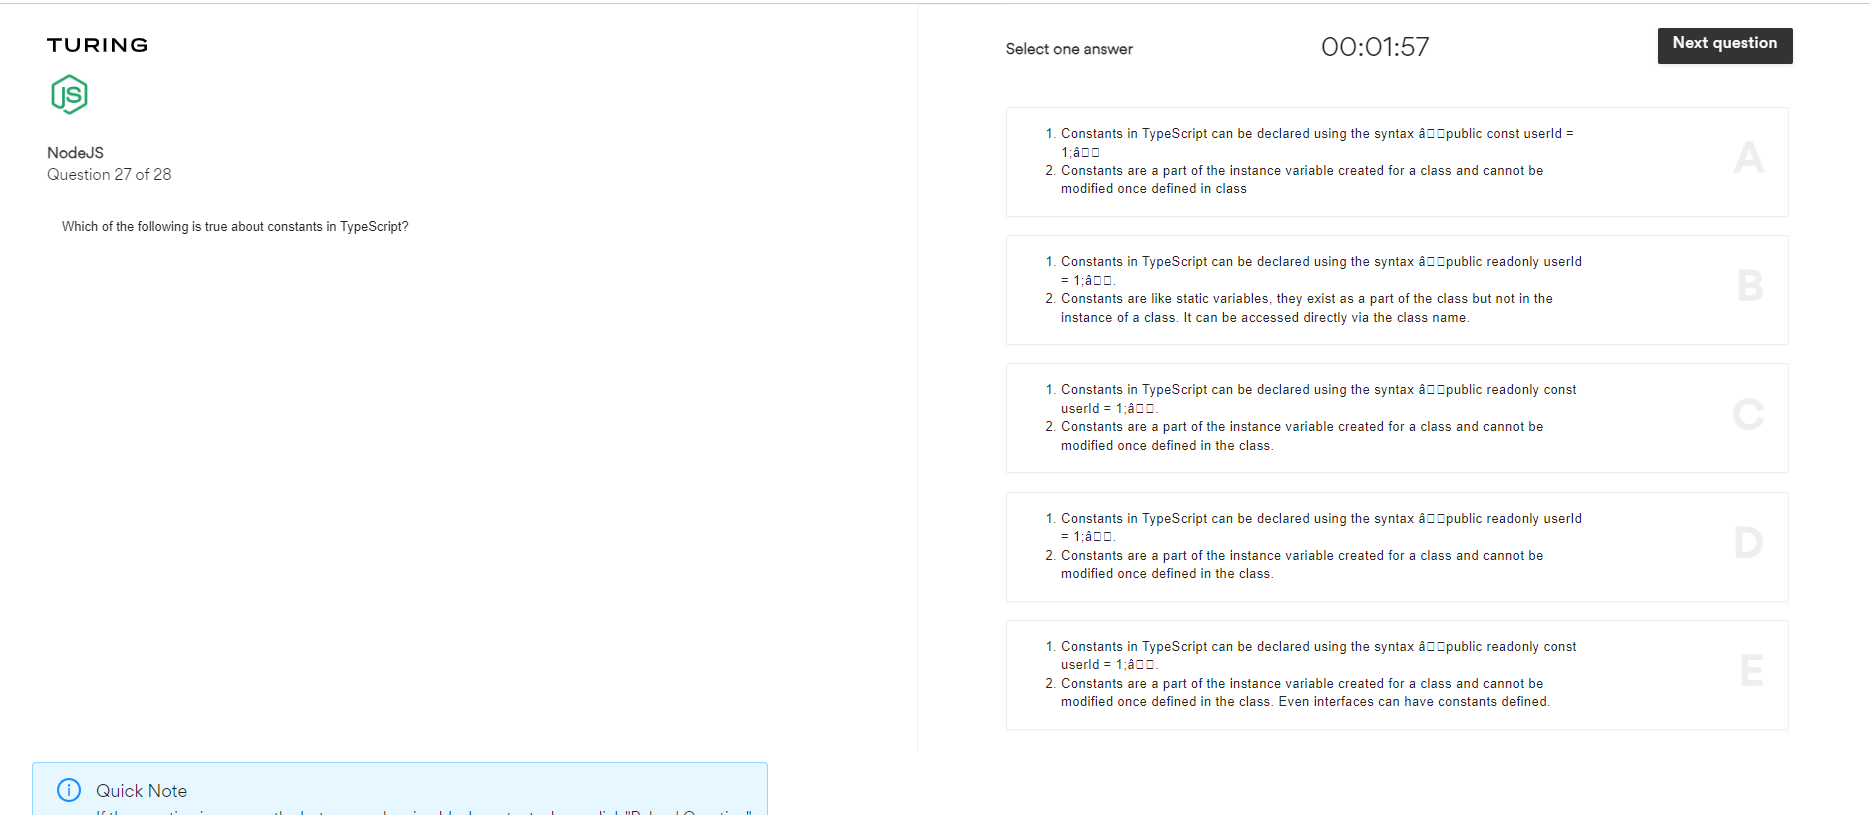 TURING
JS
NodeJS
Question 27 of 28
Which of the following is true about constants in TypeScript?
Quick Note
Select one answer
00:01:57
Next question
1. Constants in TypeScript can be declared using the syntax â□□public const userId =
1;â□□
2. Constants are a part of the instance variable created for a class and cannot be
modified once defined in class
A
1. Constants in TypeScript can be declared using the syntax â□□public readonly userId
= 1;â□□.
2. Constants are like static variables, they exist as a part of the class but not in the
instance of a class. It can be accessed directly via the class name.
B
1. Constants in TypeScript can be declared using the syntax â□□public readonly const
userId = 1;â□□.
2. Constants are a part of the instance variable created for a class and cannot be
modified once defined in the class.
C
1. Constants in TypeScript can be declared using the syntax â□□public readonly userId
= 1;â□□.
2. Constants are a part of the instance variable created for a class and cannot be
modified once defined in the class.
D
1. Constants in TypeScript can be declared using the syntax â□□public readonly const
userId = 1;â□□.
2. Constants are a part of the instance variable created for a class and cannot be
modified once defined in the class. Even interfaces can have constants defined.
E